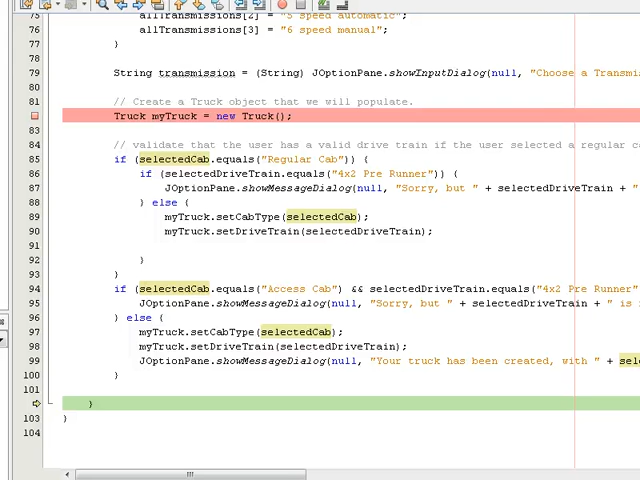 75 allTransmissions[2] = "5 speed automatic";
76 allTransmissions[3] = "6 speed manual";
77 }
78
79 String transmission = (String) JOptionPane.showInputDialog(null, "Choose a Transmis
80
81 // Create a Truck object that we will populate.
Truck myTruck = new Truck();
83
84 // validate that the user has a valid drive train if the user selected a regular c
85 if (selectedCab.equals("Regular Cab")) {
86 if (selectedDriveTrain.equals("4x2 Pre Runner")) {
87 JOptionPane.showMessageDialog(null, "Sorry, but " + selectedDriveTrain + "
88 } else {
89 myTruck.setCabType(selectedCab);
90 myTruck.setDriveTrain(selectedDriveTrain);
91
92 }
93 }
94 if (selectedCab.equals("Access Cab") && selectedDriveTrain.equals("4x2 Pre Runner"
95 JOptionPane.showMessageDialog(null, "Sorry, but " + selectedDriveTrain + " is
96 } else {
97 myTruck.setCabType(selectedCab);
98 myTruck.setDriveTrain(selectedDriveTrain);
99 JOptionPane.showMessageDialog(null, "Your truck has been created, with " + sele
100 }
101
}
103 }
104